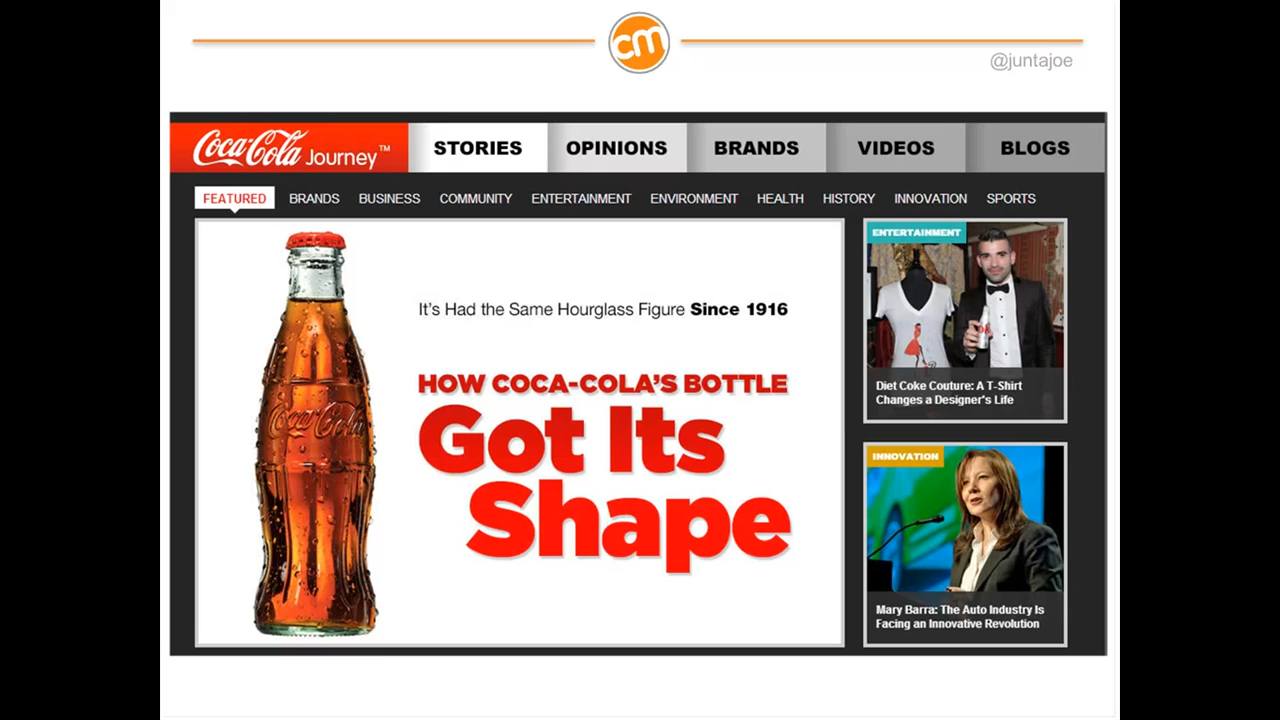 cm
@juntajoe
Coca-Cola Journey™
STORIES
OPINIONS
BRANDS
VIDEOS
BLOGS
FEATURED
BRANDS
BUSINESS
COMMUNITY
ENTERTAINMENT
ENVIRONMENT
HEALTH
HISTORY
INNOVATION
SPORTS
Coca-Cola
It's Had the Same Hourglass Figure Since 1916
HOW COCA-COLA'S BOTTLE
Got Its
Shape
ENTERTAINMENT
Diet Coke Couture: A T-Shirt
Changes a Designer's Life
INNOVATION
Mary Barra: The Auto Industry Is
Facing an Innovative Revolution